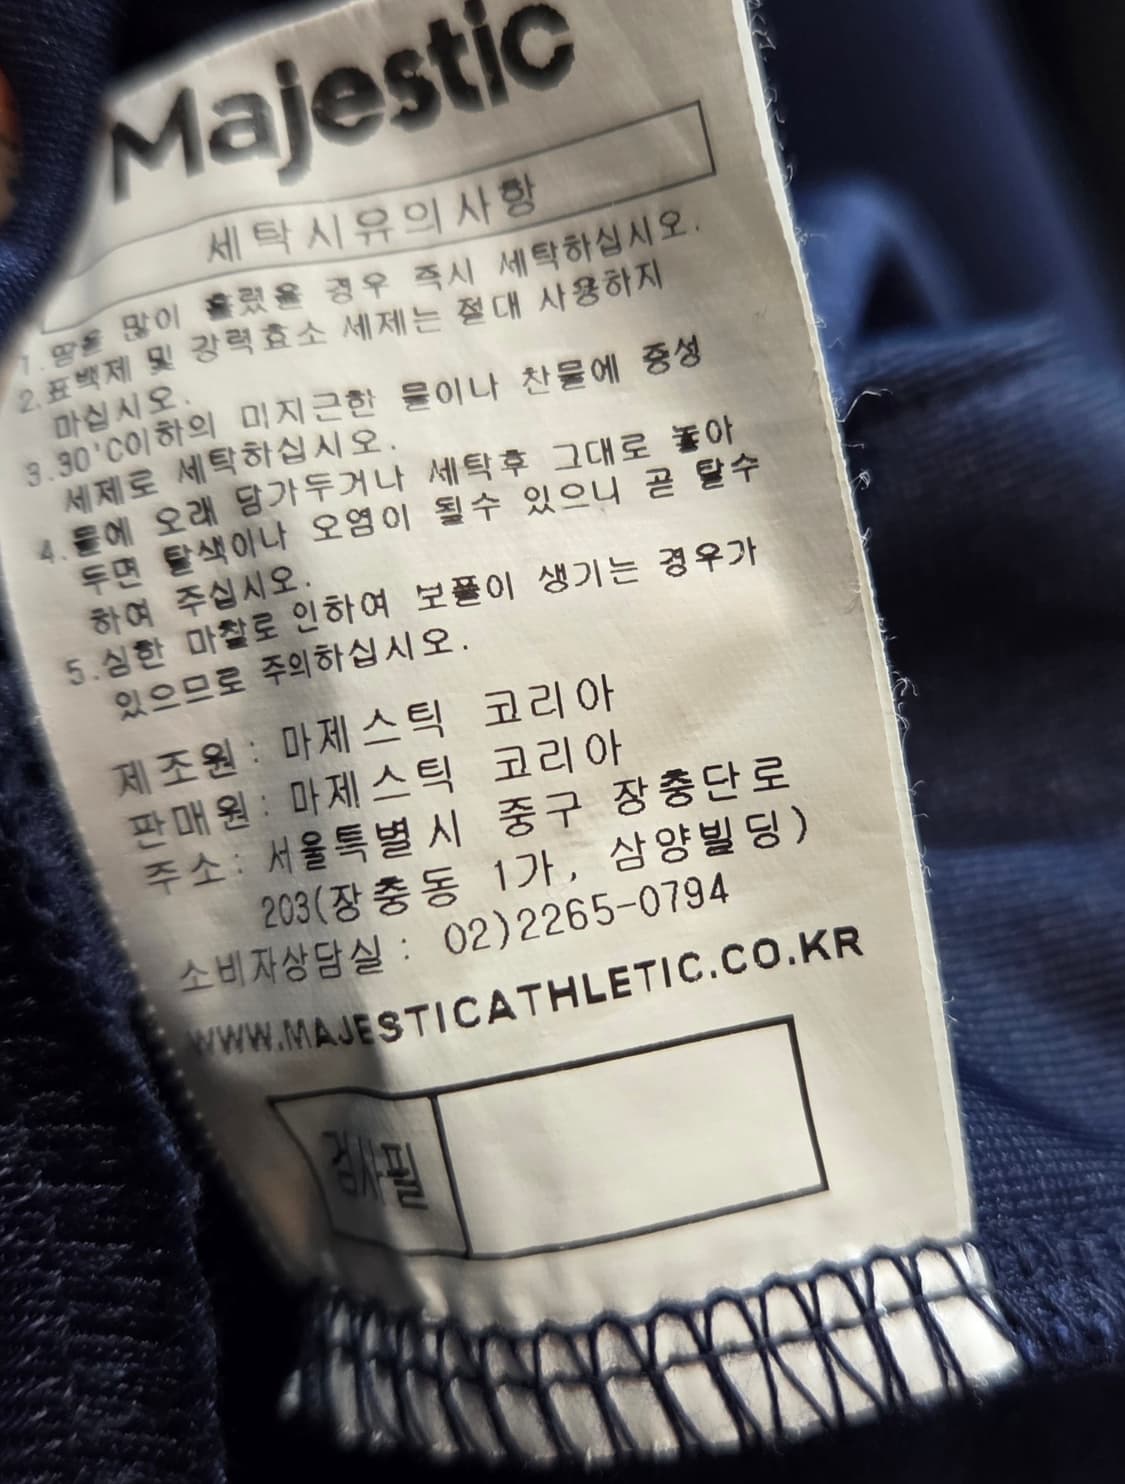 Majestic
세탁시유의사항
1.땀을 많이 흘렸을 경우 즉시 세탁하십시오.
2.표백제 및 강력효소 세제는 절대 사용하지
마십시오.
3.30'C이하의 미지근한 물이나 찬물에 중성
세제로 세탁하십시오.
4.물에 오래 담가두거나 세탁후 그대로 놓아
두면 탈색이나 오염이 될수 있으니 곧 탈수
하여 주십시오.
5.심한 마찰로인하여 보풀이 생기는 경우가
있으므로 주의하십시오.
제조원: 마제스틱 코리아
판매원: 마제스틱 코리아
주소: 서울특별시 중구 장충단로
203(장충동 1가, 삼양빌딩)
소비자상담실: 02)2265-0794
WWW.MAJESTICATHLETIC.CO.KR
검사필